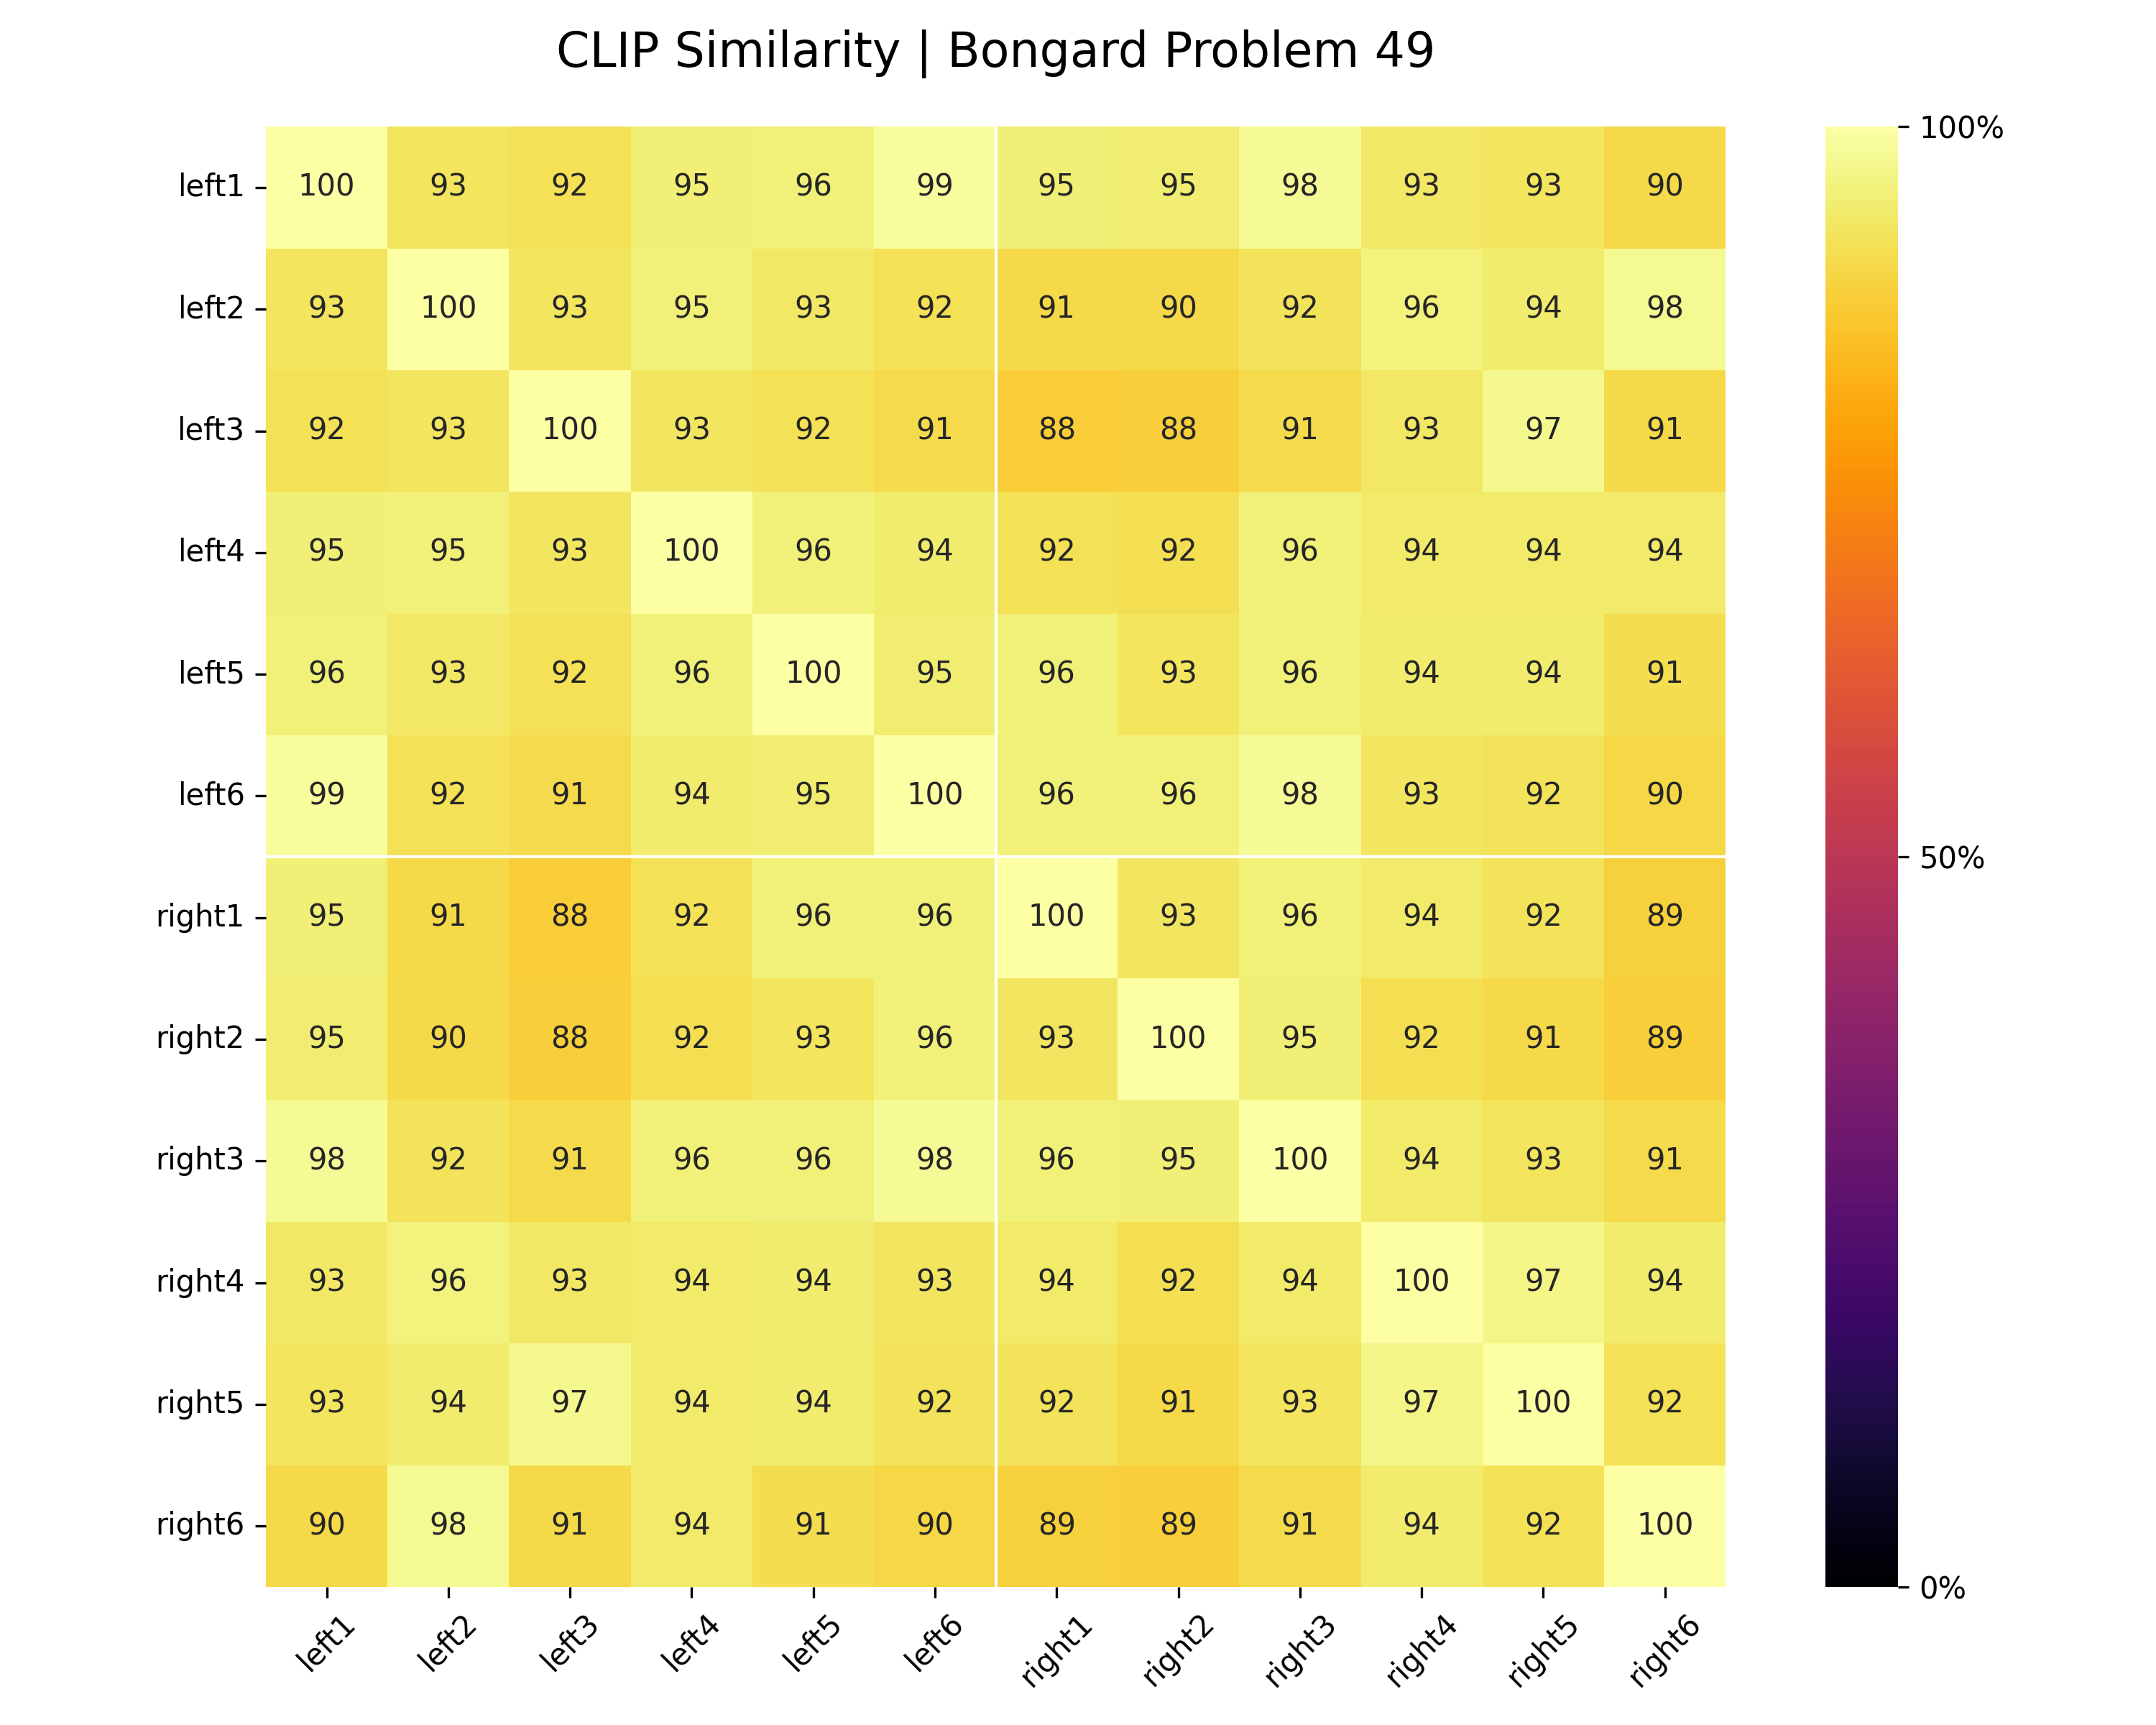 CLIP Similarity | Bongard Problem 49
left1 100 93 92 95 96 99 95 95 98 93 93 90
left2 93 100 93 95 93 92 91 90 92 96 94 98
left3 92 93 100 93 92 91 88 88 91 93 97 91
left4 95 95 93 100 96 94 92 92 96 94 94 94
left5 96 93 92 96 100 95 96 93 96 94 94 91
left6 99 92 91 94 95 100 96 96 98 93 92 90
right1 95 91 88 92 96 96 100 93 96 94 92 89
right2 95 90 88 92 93 96 93 100 95 92 91 89
right3 98 92 91 96 96 98 96 95 100 94 93 91
right4 93 96 93 94 94 93 94 92 94 100 97 94
right5 93 94 97 94 94 92 92 91 93 97 100 92
right6 90 98 91 94 91 90 89 89 91 94 92 100
left1 left2 left3 left4 left5 left6 right1 right2 right3 right4 right5 right6
100%
50%
0%